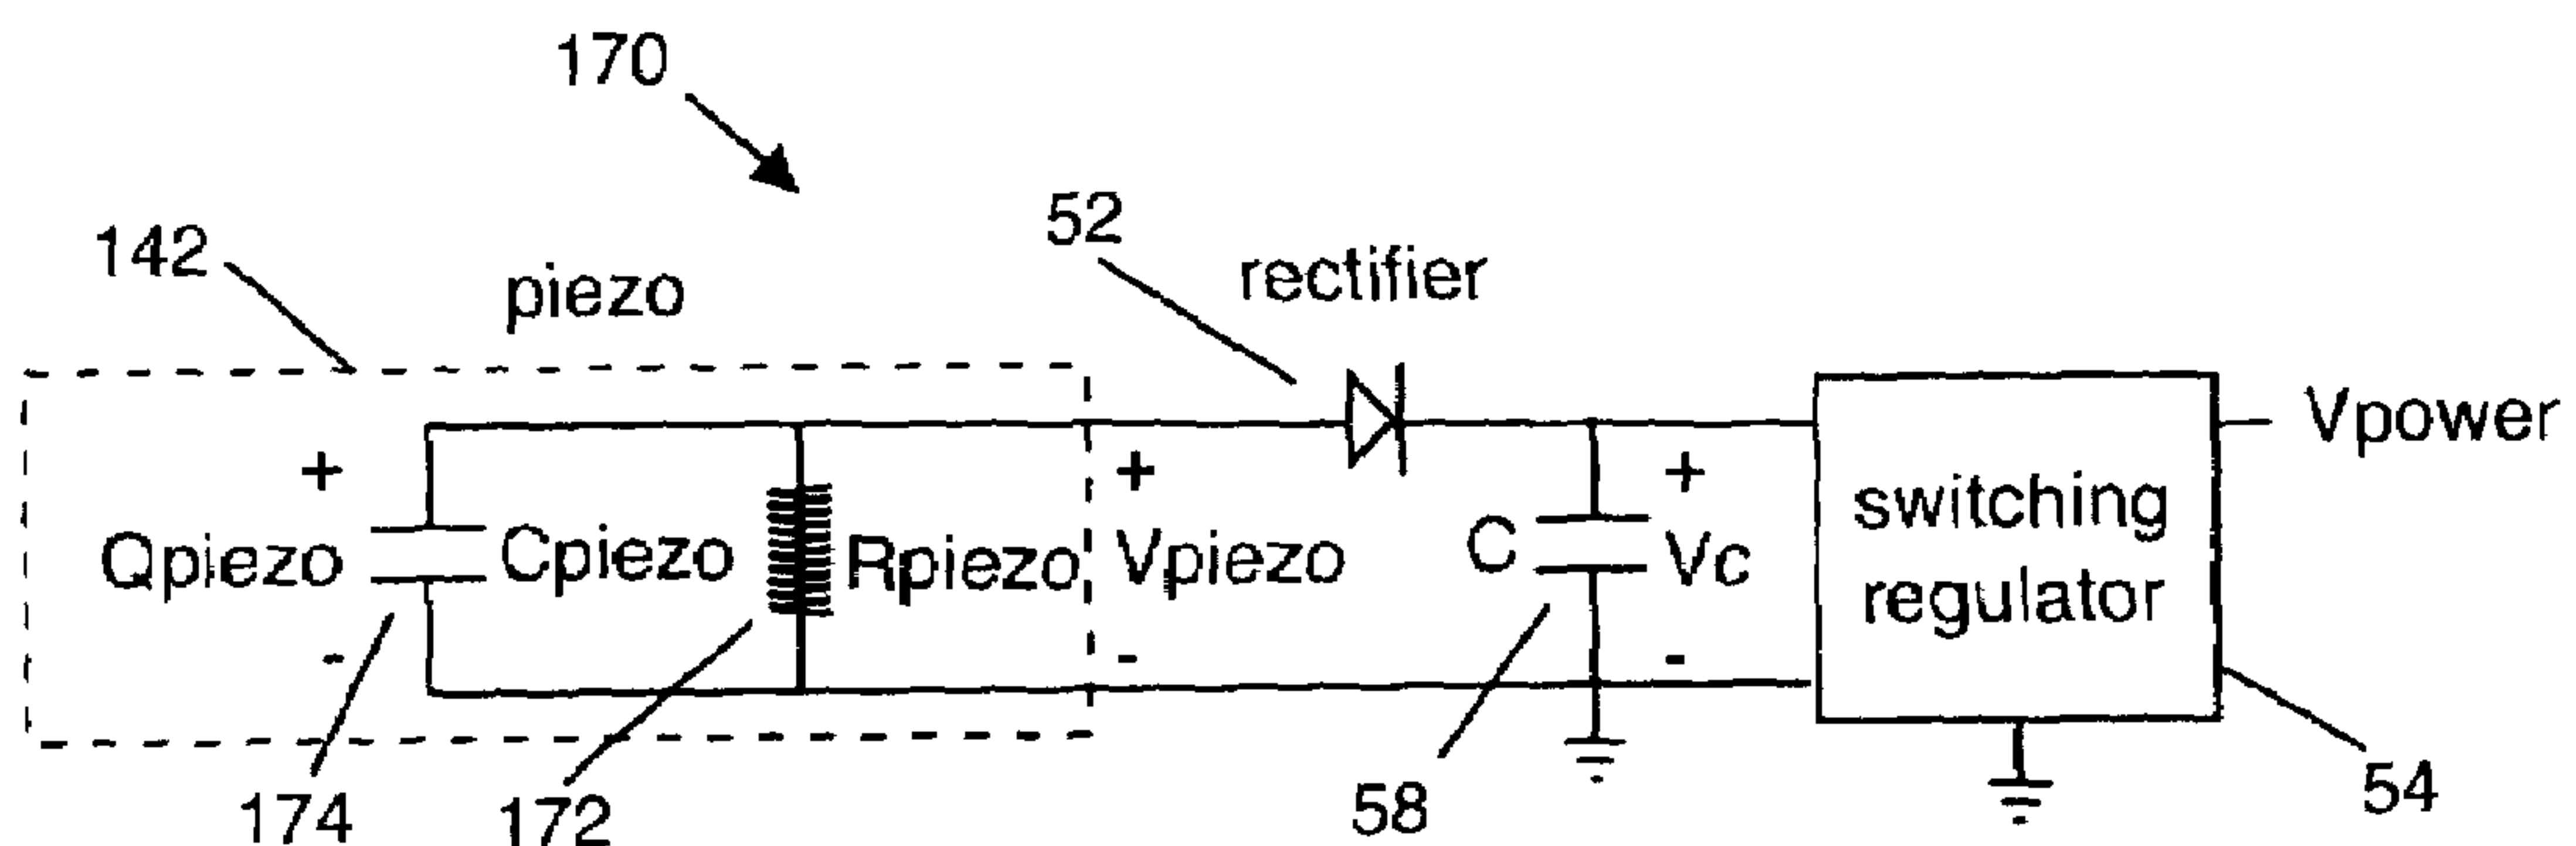 170
52
142
piezo
rectifier
Vpower
+ + +
switching
Qpiezo Cpiezo Rpiezo Vpiezo C Vc
regulator
- - -
174
172
58
54